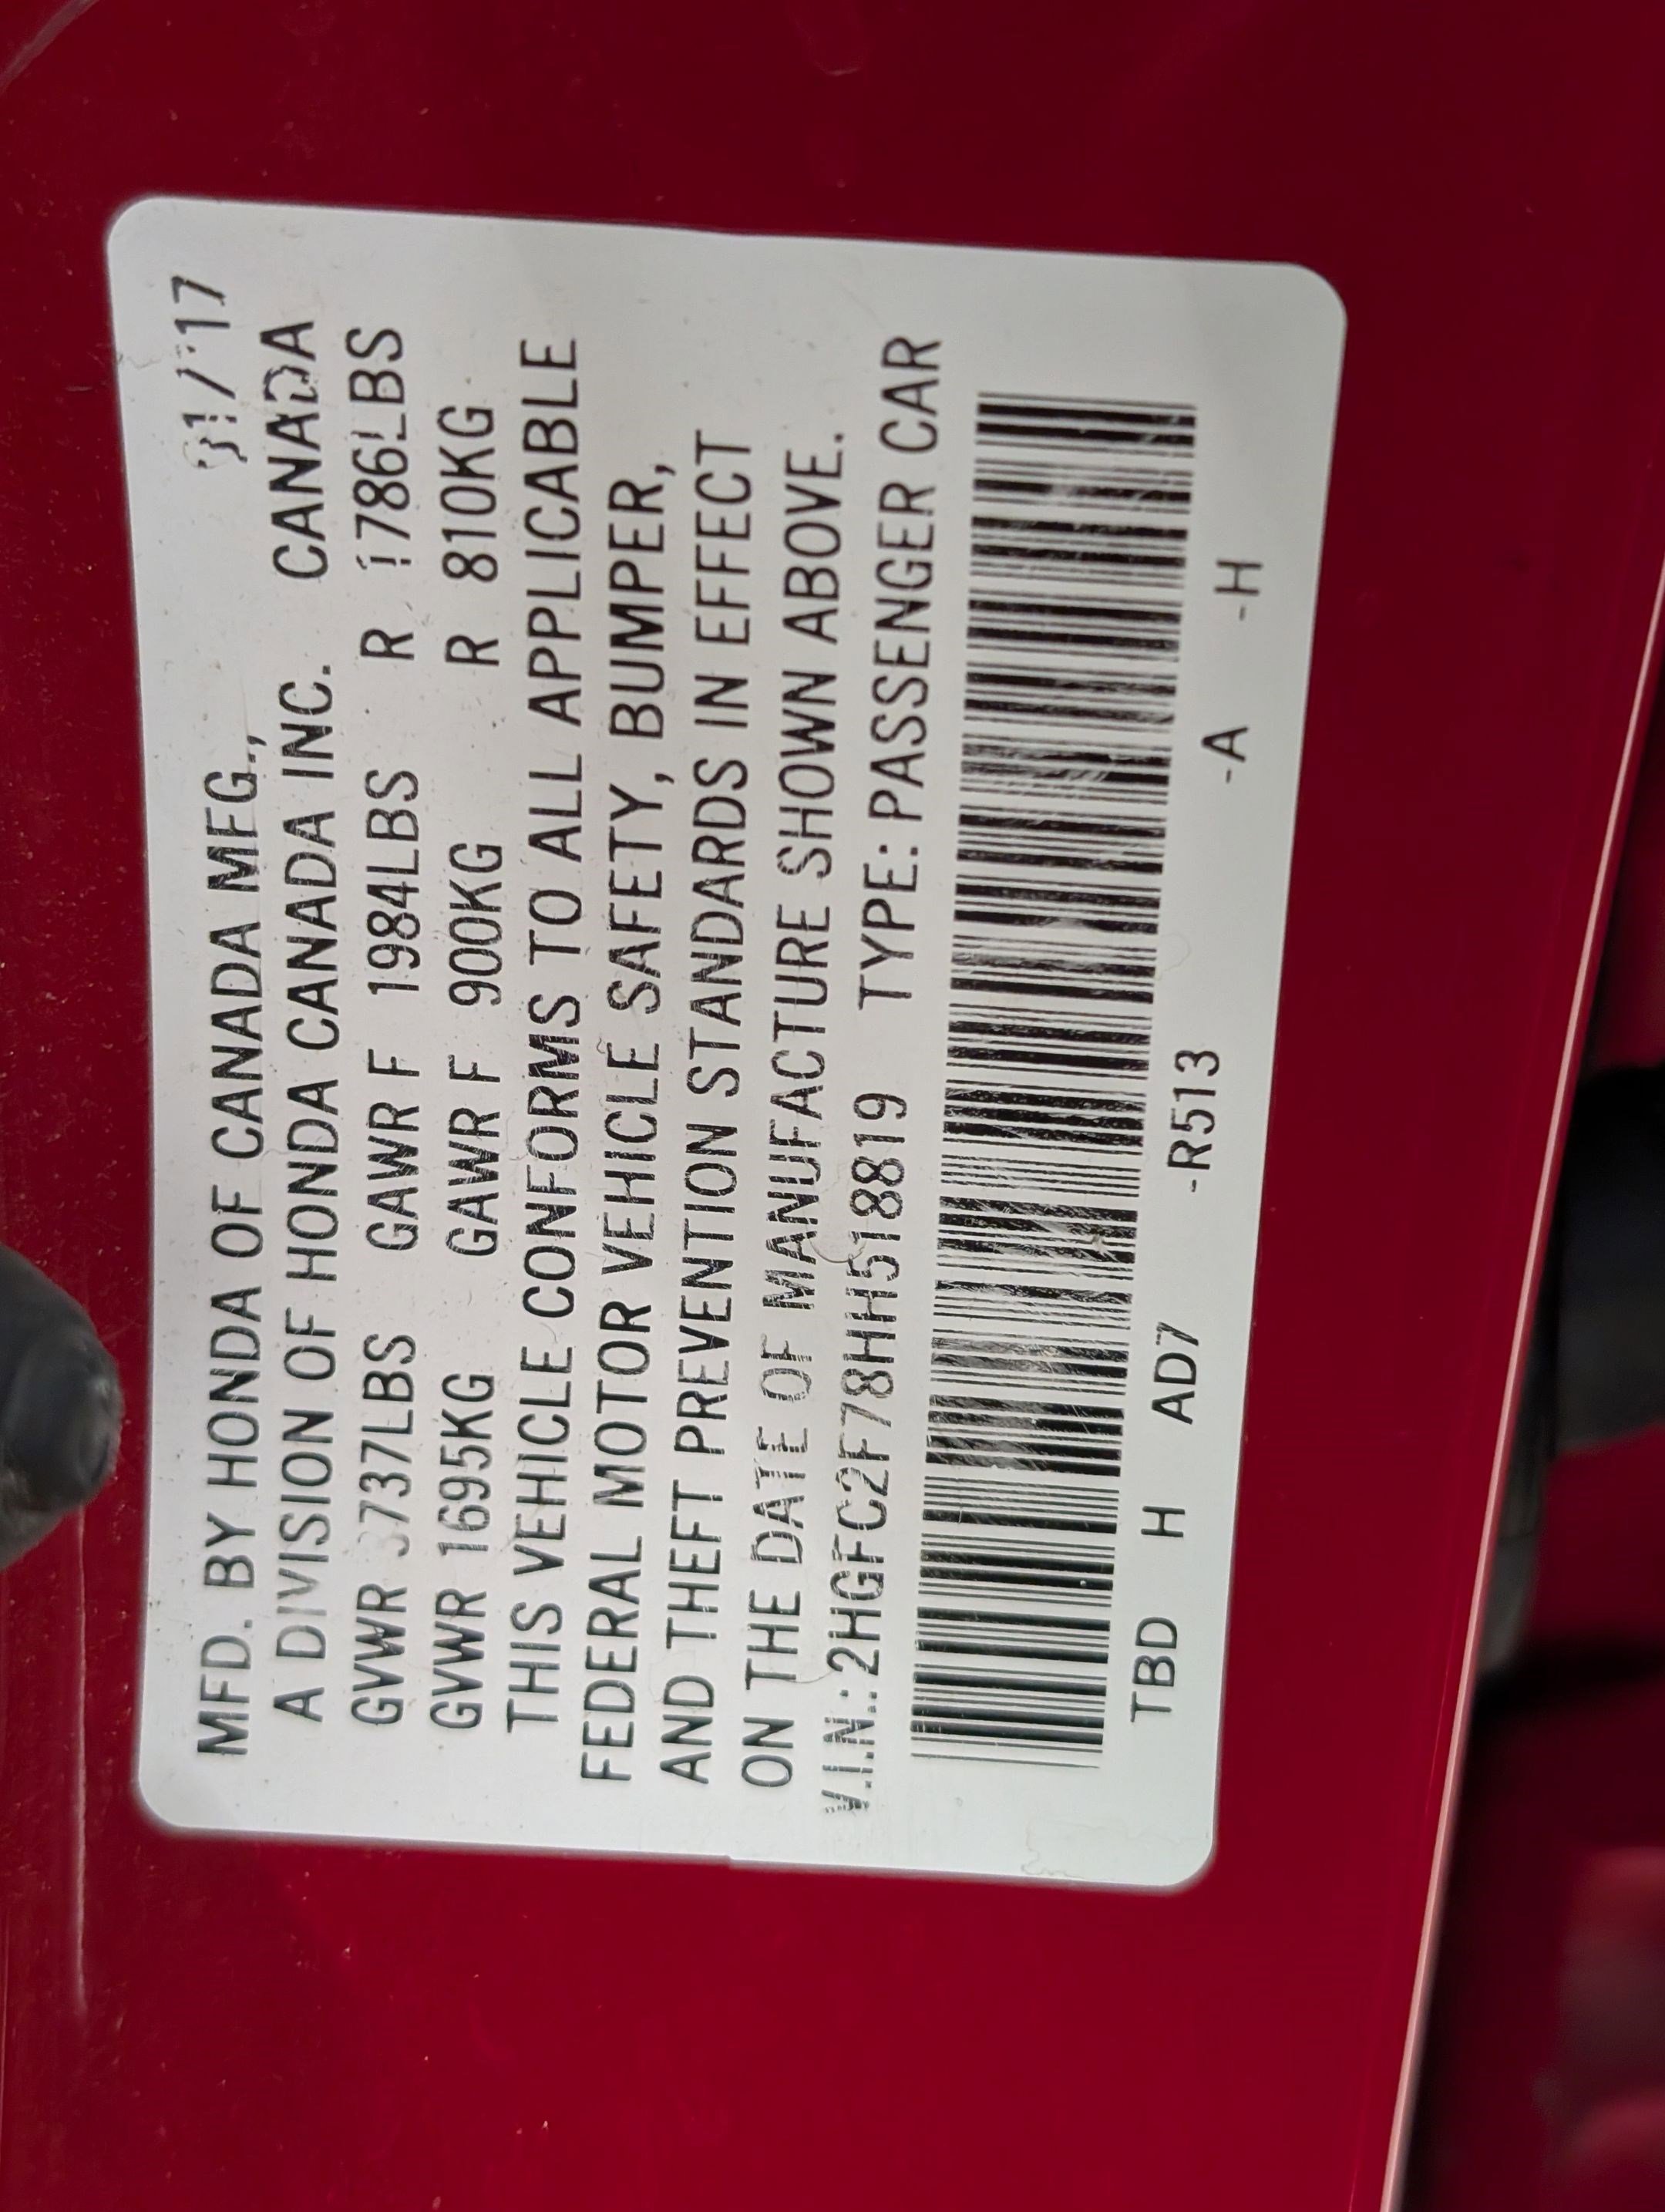 MFD. BY HONDA OF CANADA MFG., 01/17
A DIVISION OF HONDA CANADA INC. CANADA
GVWR 3737LBS GAWR F 1984LBS R 1786LBS
GVWR 1695KG GAWR F 900KG R 810KG
THIS VEHICLE CONFORMS TO ALL APPLICABLE
FEDERAL MOTOR VEHICLE SAFETY, BUMPER,
AND THEFT PREVENTION STANDARDS IN EFFECT
ON THE DATE OF MANUFACTURE SHOWN ABOVE.
V.I.N.:2HGFC2F78HH518819 TYPE: PASSENGER CAR
TBD H AD7 -R513 -A -H